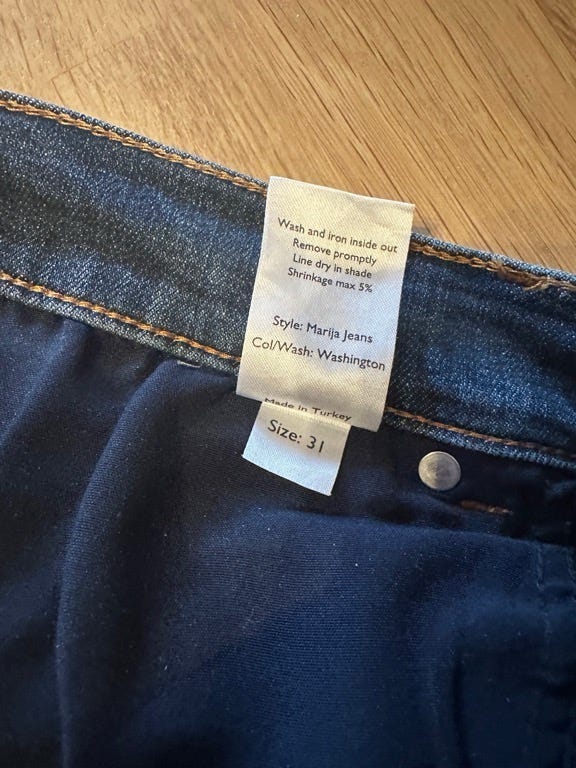 Wash and iron inside out
Remove promptly
Line dry in shade
Shrinkage max 5%
Style: Marija Jeans
Col/Wash: Washington
Made in Turkey
Size: 31